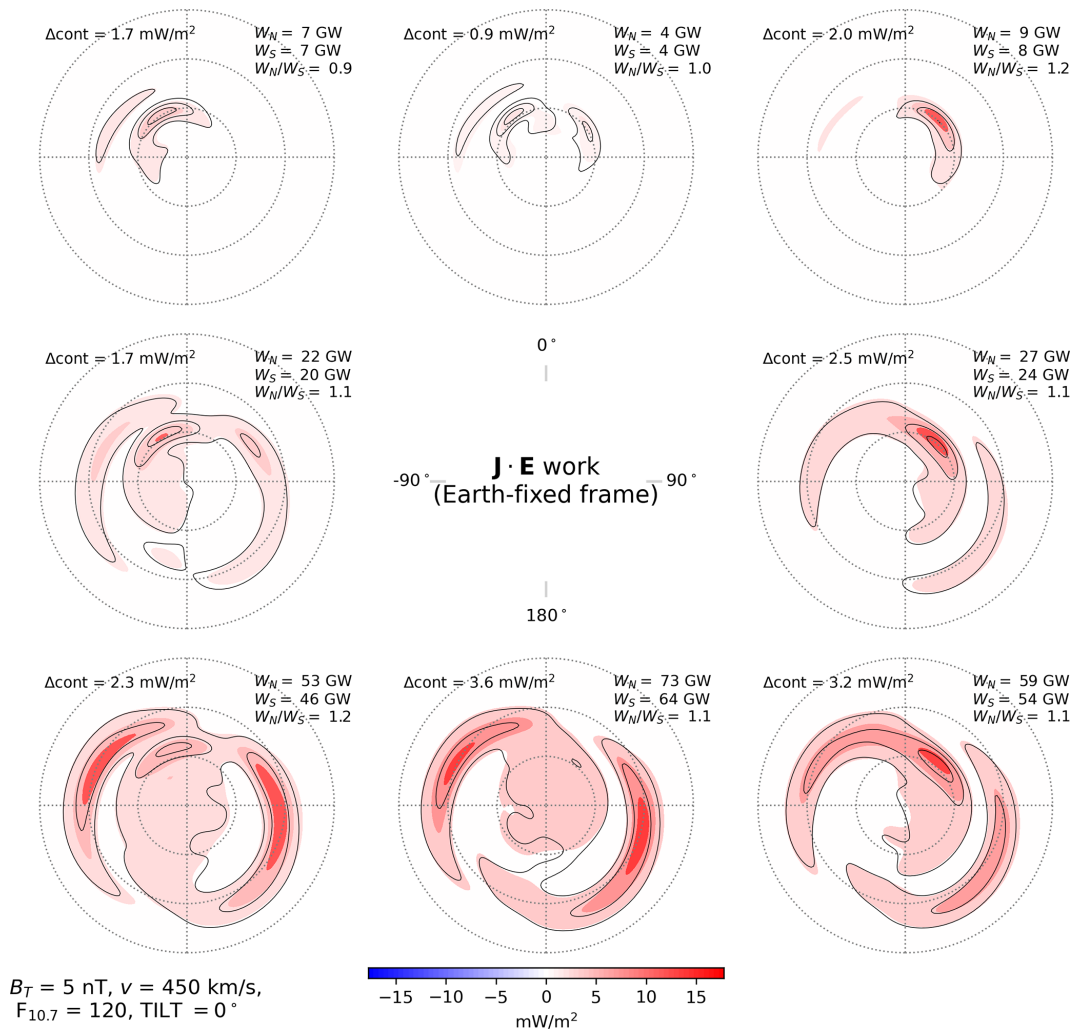 Δcont = 1.7 mW/m²
W_N = 7 GW
W_S = 7 GW
W_N/W_S = 0.9
Δcont = 0.9 mW/m²
W_N = 4 GW
W_S = 4 GW
W_N/W_S = 1.0
Δcont = 2.0 mW/m²
W_N = 9 GW
W_S = 8 GW
W_N/W_S = 1.2
Δcont = 1.7 mW/m²
W_N = 22 GW
W_S = 20 GW
W_N/W_S = 1.1
0°
-90°
J · E work
(Earth-fixed frame)
90°
180°
Δcont = 2.5 mW/m²
W_N = 27 GW
W_S = 24 GW
W_N/W_S = 1.1
Δcont = 2.3 mW/m²
W_N = 53 GW
W_S = 46 GW
W_N/W_S = 1.2
Δcont = 3.6 mW/m²
W_N = 73 GW
W_S = 64 GW
W_N/W_S = 1.1
Δcont = 3.2 mW/m²
W_N = 59 GW
W_S = 54 GW
W_N/W_S = 1.1
B_T = 5 nT, v = 450 km/s,
F₁₀.₇ = 120, TILT = 0°
−15 −10 −5 0 5 10 15
mW/m²